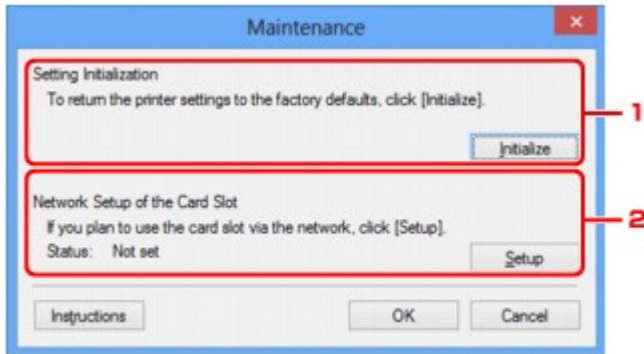 Maintenance
Setting Initialization
To return the printer settings to the factory defaults, click [Initialize].
1
Initialize
Network Setup of the Card Slot
If you plan to use the card slot via the network, click [Setup].
2
Status: Not set
Setup
Instructions OK Cancel